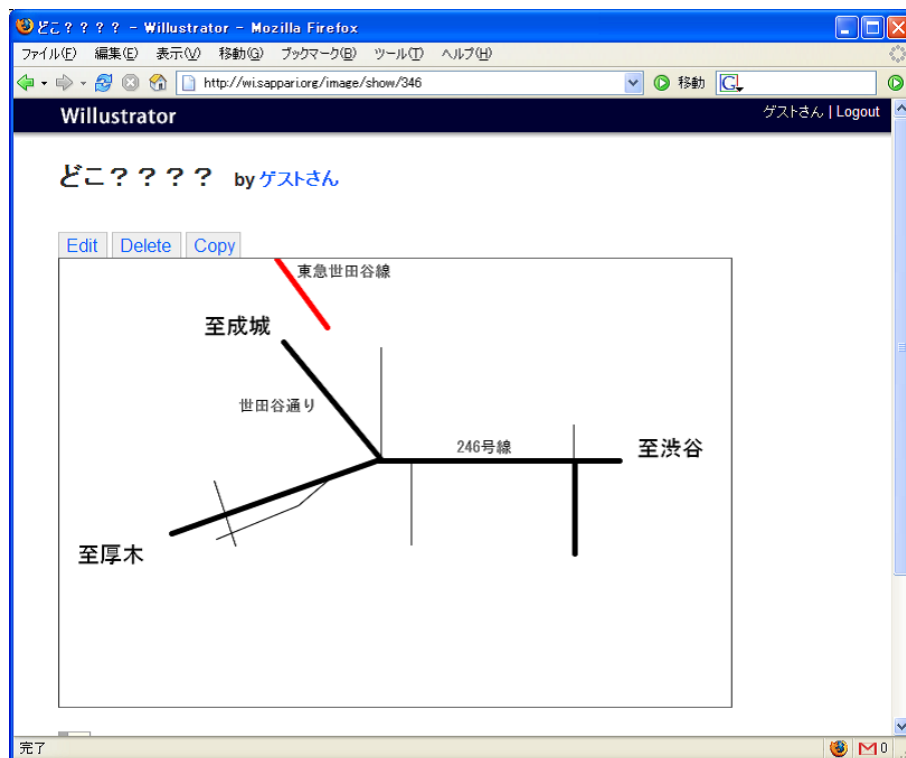 どこ？？？？ - Willustrator - Mozilla Firefox
ファイル(F) 編集(E) 表示(V) 移動(G) ブックマーク(B) ツール(T) ヘルプ(H)
http://wi.sappari.org/image/show/346 移動 G
Willustrator ゲストさん | Logout
どこ？？？？ by ゲストさん
Edit Delete Copy
東急世田谷線
至成城
世田谷通り
246号線
至渋谷
至厚木
完了 0